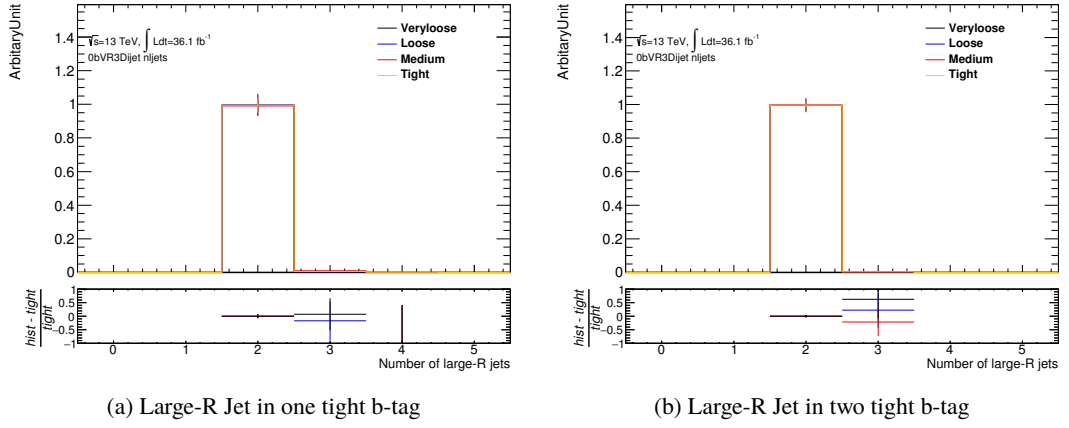 ArbitaryUnit
1.4
1.2
1
0.8
0.6
0.4
0.2
0
√s=13 TeV, ∫ Ldt=36.1 fb⁻¹
0bVR3Dijet nljets
Veryloose
Loose
Medium
Tight
hist - tight
tight
1
0.5
0
−0.5
−1
0 1 2 3 4 5
Number of large-R jets
(a) Large-R Jet in one tight b-tag
ArbitaryUnit
1.4
1.2
1
0.8
0.6
0.4
0.2
0
√s=13 TeV, ∫ Ldt=36.1 fb⁻¹
0bVR3Dijet nljets
Veryloose
Loose
Medium
Tight
hist - tight
tight
1
0.5
0
−0.5
−1
0 1 2 3 4 5
Number of large-R jets
(b) Large-R Jet in two tight b-tag